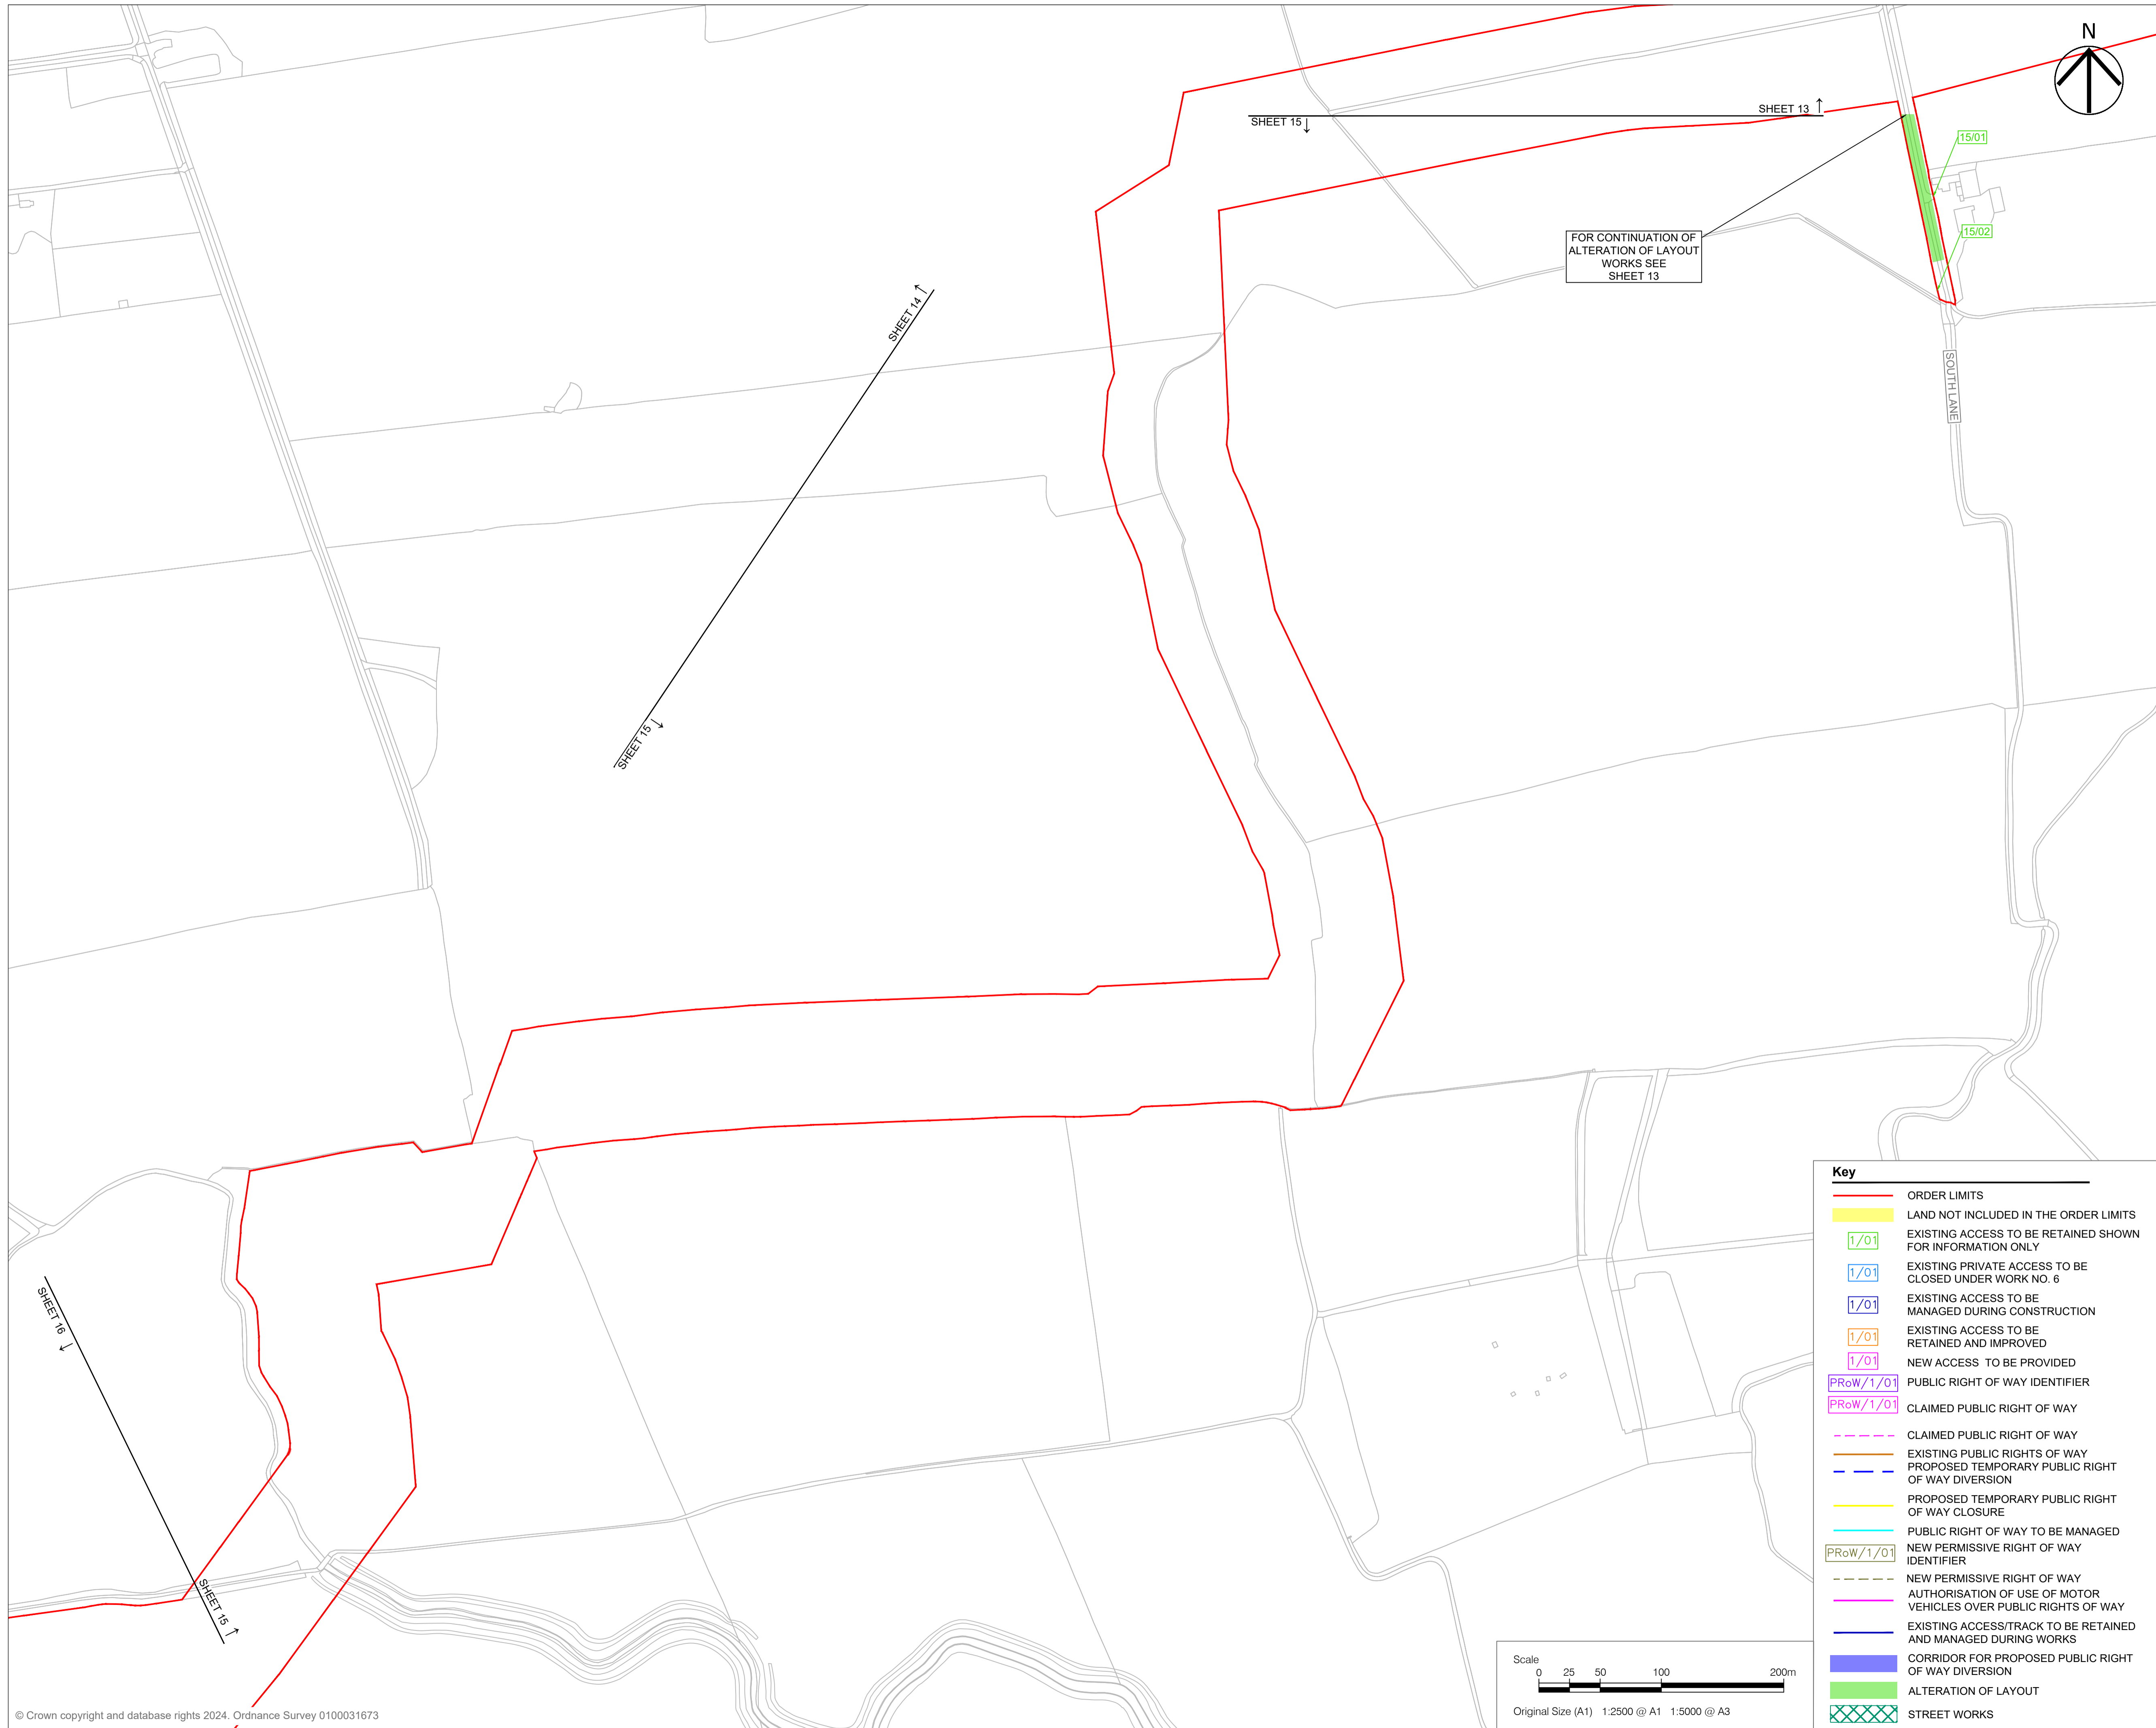 N
SHEET 13
SHEET 15
15/01
15/02
FOR CONTINUATION OF
ALTERATION OF LAYOUT
WORKS SEE
SHEET 13
SHEET 14
SHEET 15
SOUTH LANE
SHEET 16
SHEET 15
Key
ORDER LIMITS
LAND NOT INCLUDED IN THE ORDER LIMITS
1/01 EXISTING ACCESS TO BE RETAINED SHOWN
FOR INFORMATION ONLY
1/01 EXISTING PRIVATE ACCESS TO BE
CLOSED UNDER WORK NO. 6
1/01 EXISTING ACCESS TO BE
MANAGED DURING CONSTRUCTION
1/01 EXISTING ACCESS TO BE
RETAINED AND IMPROVED
1/01 NEW ACCESS TO BE PROVIDED
PRoW/1/01 PUBLIC RIGHT OF WAY IDENTIFIER
PRoW/1/01 CLAIMED PUBLIC RIGHT OF WAY
CLAIMED PUBLIC RIGHT OF WAY
EXISTING PUBLIC RIGHTS OF WAY
PROPOSED TEMPORARY PUBLIC RIGHT
OF WAY DIVERSION
PROPOSED TEMPORARY PUBLIC RIGHT
OF WAY CLOSURE
PUBLIC RIGHT OF WAY TO BE MANAGED
PRoW/1/01 NEW PERMISSIVE RIGHT OF WAY
IDENTIFIER
NEW PERMISSIVE RIGHT OF WAY
AUTHORISATION OF USE OF MOTOR
VEHICLES OVER PUBLIC RIGHTS OF WAY
EXISTING ACCESS/TRACK TO BE RETAINED
AND MANAGED DURING WORKS
CORRIDOR FOR PROPOSED PUBLIC RIGHT
OF WAY DIVERSION
ALTERATION OF LAYOUT
STREET WORKS
Scale
0 25 50 100 200m
Original Size (A1) 1:2500 @ A1 1:5000 @ A3
© Crown copyright and database rights 2024. Ordnance Survey 0100031673